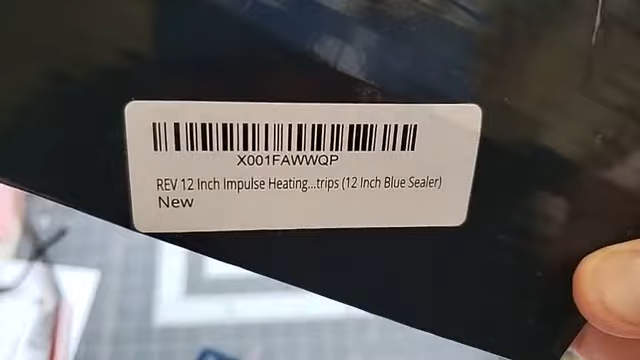 X001FAWWQP
REV 12 Inch Impulse Heating...trips (12 Inch Blue Sealer)
New